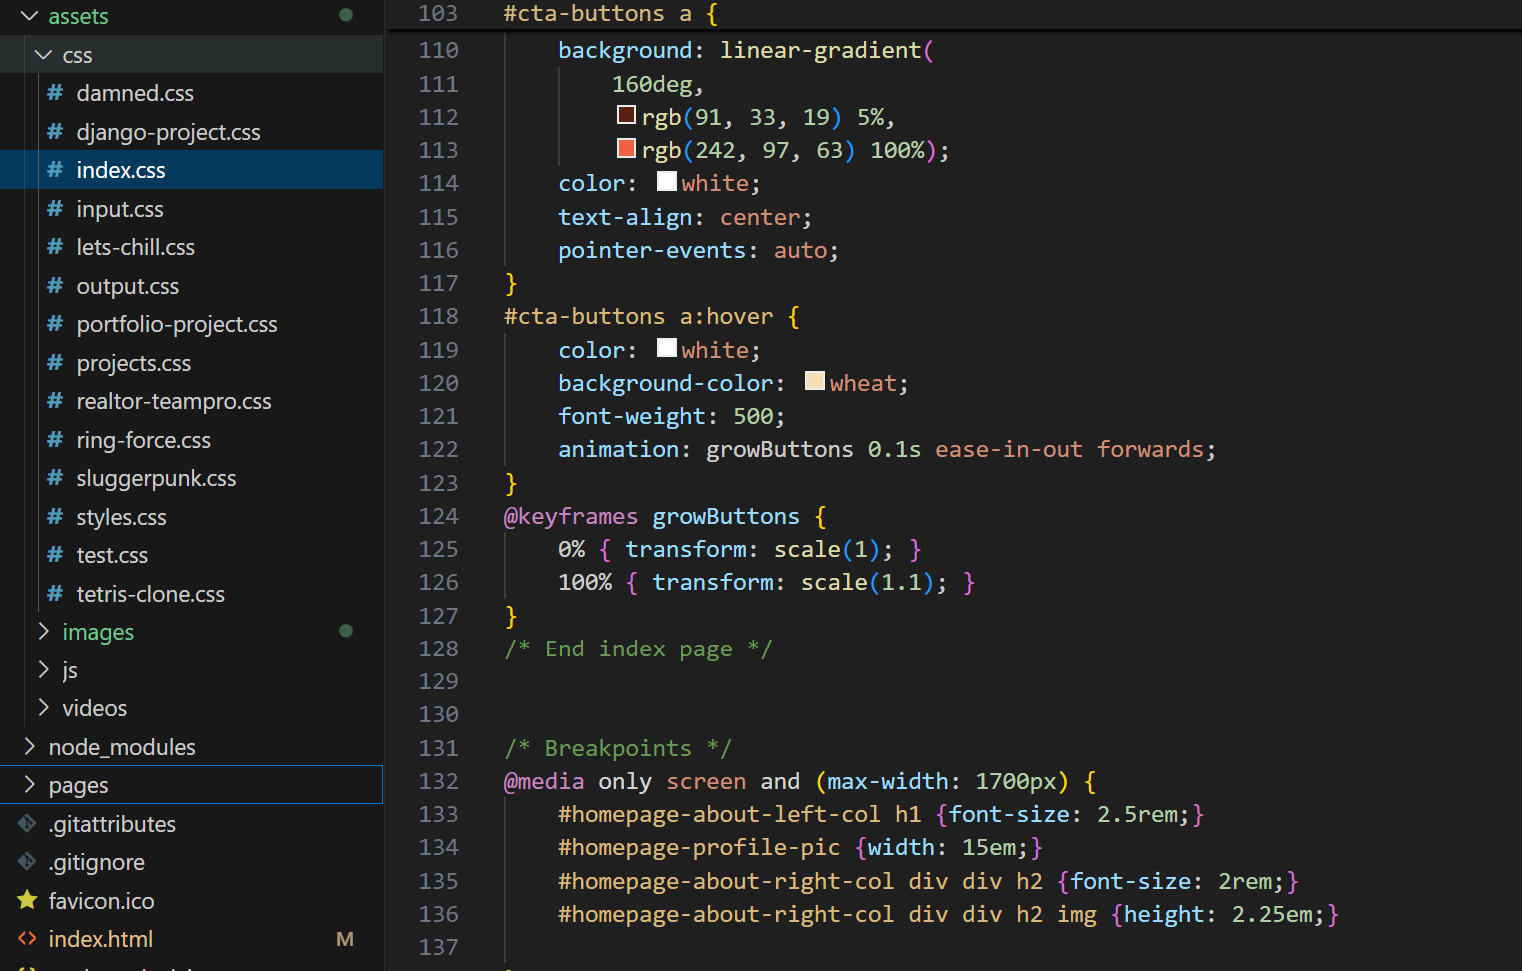 assets
css
# damned.css
# django-project.css
# index.css
# input.css
# lets-chill.css
# output.css
# portfolio-project.css
# projects.css
# realtor-teampro.css
# ring-force.css
# sluggerpunk.css
# styles.css
# test.css
# tetris-clone.css
images
js
videos
node_modules
pages
.gitattributes
.gitignore
favicon.ico
<> index.html M
103 #cta-buttons a {
110 background: linear-gradient(
111 160deg,
112 rgb(91, 33, 19) 5%,
113 rgb(242, 97, 63) 100%);
114 color: white;
115 text-align: center;
116 pointer-events: auto;
117 }
118 #cta-buttons a:hover {
119 color: white;
120 background-color: wheat;
121 font-weight: 500;
122 animation: growButtons 0.1s ease-in-out forwards;
123 }
124 @keyframes growButtons {
125 0% { transform: scale(1); }
126 100% { transform: scale(1.1); }
127 }
128 /* End index page */
129
130
131 /* Breakpoints */
132 @media only screen and (max-width: 1700px) {
133 #homepage-about-left-col h1 {font-size: 2.5rem;}
134 #homepage-profile-pic {width: 15em;}
135 #homepage-about-right-col div div h2 {font-size: 2rem;}
136 #homepage-about-right-col div div h2 img {height: 2.25em;}
137